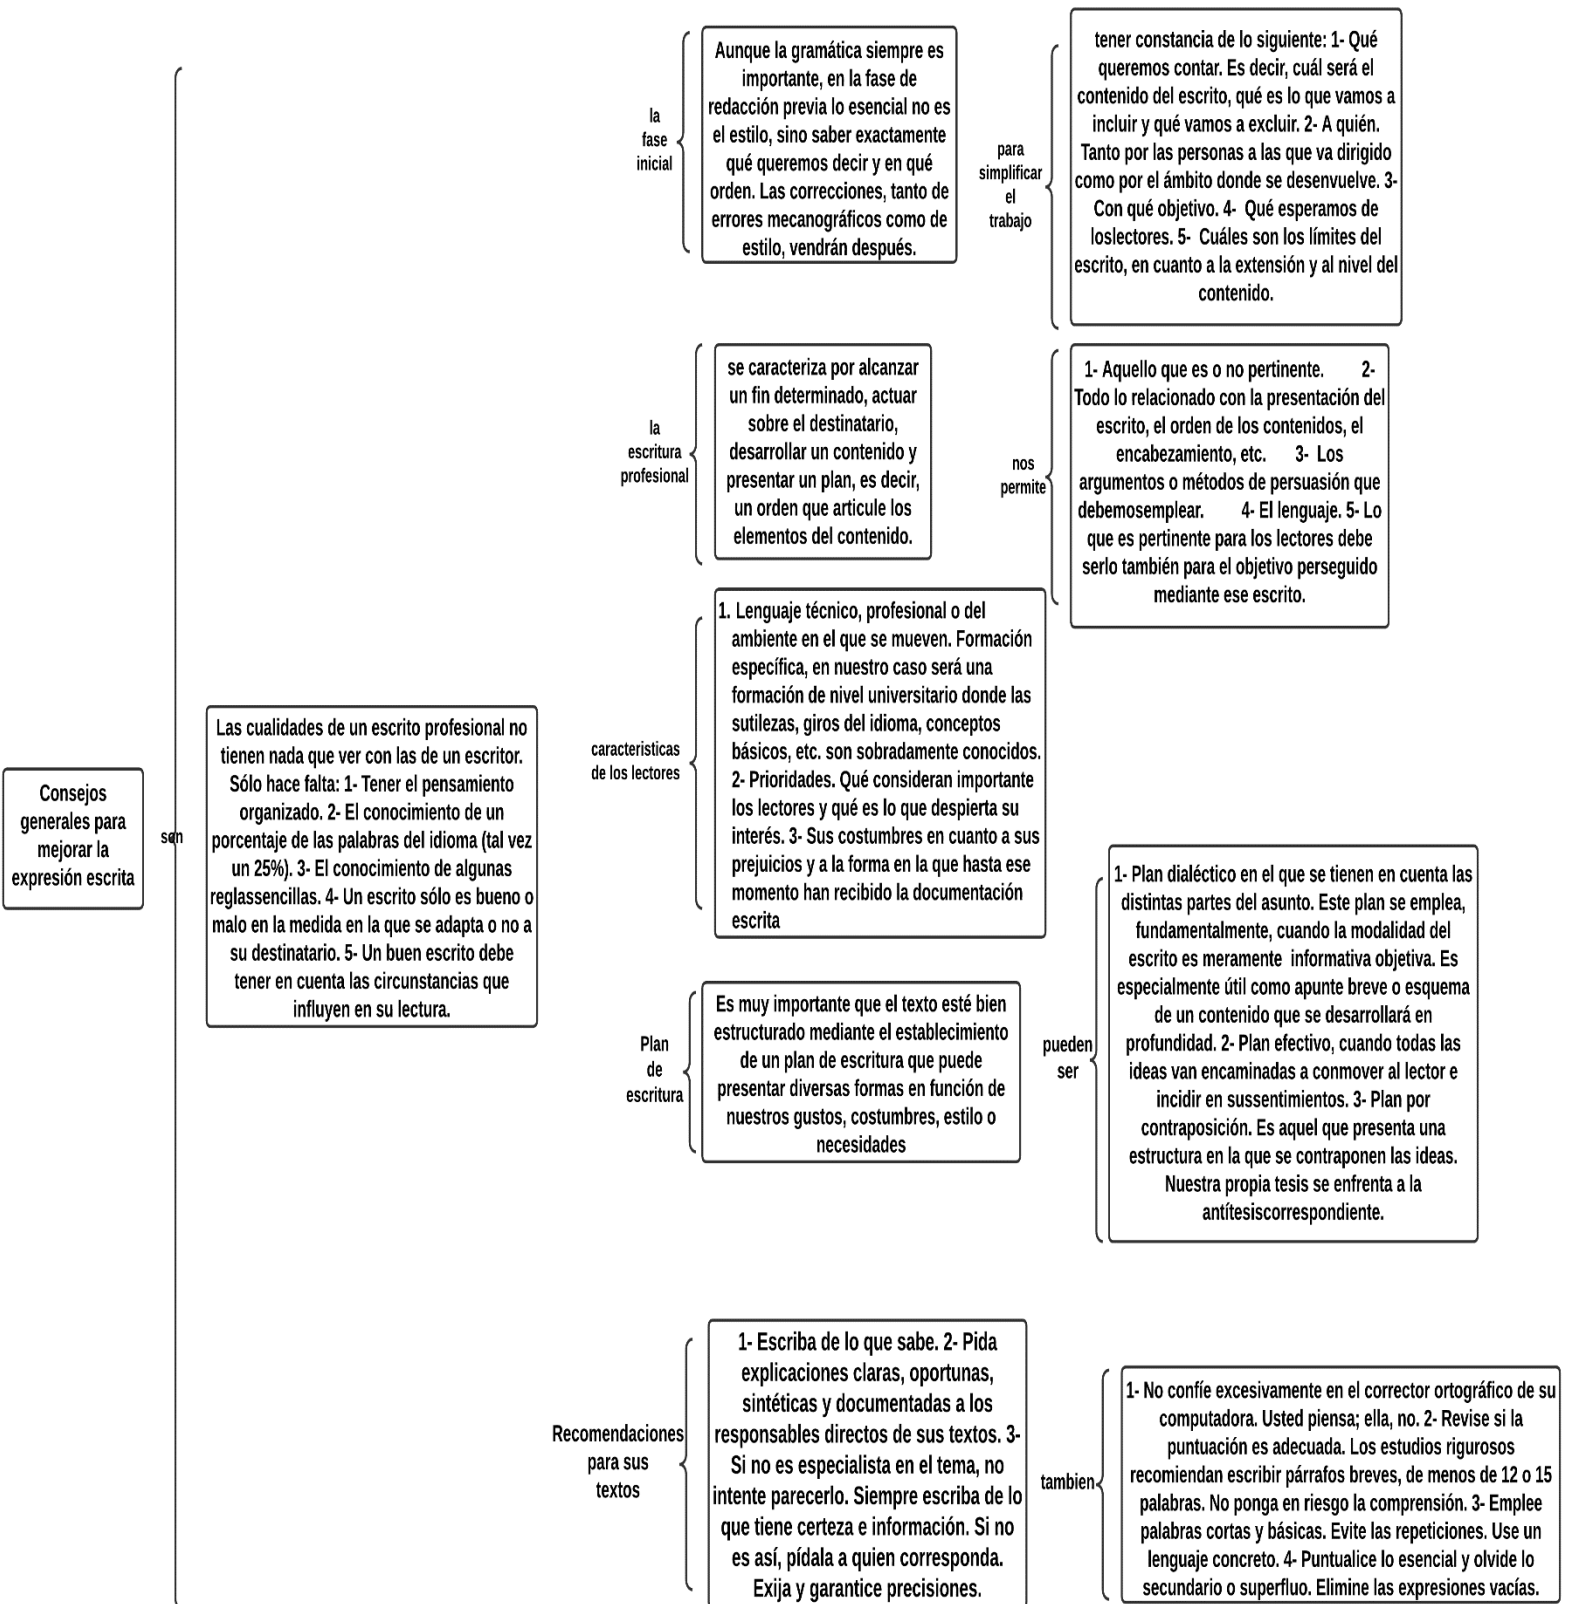 Consejos
generales para
mejorar la
expresión escrita
son
Las cualidades de un escrito profesional no
tienen nada que ver con las de un escritor.
Sólo hace falta: 1- Tener el pensamiento
organizado. 2- El conocimiento de un
porcentaje de las palabras del idioma (tal vez
un 25%). 3- El conocimiento de algunas
reglassencillas. 4- Un escrito sólo es bueno o
malo en la medida en la que se adapta o no a
su destinatario. 5- Un buen escrito debe
tener en cuenta las circunstancias que
influyen en su lectura.
la
fase
inicial
Aunque la gramática siempre es
importante, en la fase de
redacción previa lo esencial no es
el estilo, sino saber exactamente
qué queremos decir y en qué
orden. Las correcciones, tanto de
errores mecanográficos como de
estilo, vendrán después.
para
simplificar
el
trabajo
tener constancia de lo siguiente: 1- Qué
queremos contar. Es decir, cuál será el
contenido del escrito, qué es lo que vamos a
incluir y qué vamos a excluir. 2- A quién.
Tanto por las personas a las que va dirigido
como por el ámbito donde se desenvuelve. 3-
Con qué objetivo. 4- Qué esperamos de
loslectores. 5- Cuáles son los límites del
escrito, en cuanto a la extensión y al nivel del
contenido.
la
escritura
profesional
se caracteriza por alcanzar
un fin determinado, actuar
sobre el destinatario,
desarrollar un contenido y
presentar un plan, es decir,
un orden que articule los
elementos del contenido.
nos
permite
1- Aquello que es o no pertinente. 2-
Todo lo relacionado con la presentación del
escrito, el orden de los contenidos, el
encabezamiento, etc. 3- Los
argumentos o métodos de persuasión que
debemosemplear. 4- El lenguaje. 5- Lo
que es pertinente para los lectores debe
serlo también para el objetivo perseguido
mediante ese escrito.
caracteristicas
de los lectores
1. Lenguaje técnico, profesional o del
ambiente en el que se mueven. Formación
específica, en nuestro caso será una
formación de nivel universitario donde las
sutilezas, giros del idioma, conceptos
básicos, etc. son sobradamente conocidos.
2- Prioridades. Qué consideran importante
los lectores y qué es lo que despierta su
interés. 3- Sus costumbres en cuanto a sus
prejuicios y a la forma en la que hasta ese
momento han recibido la documentación
escrita
Plan
de
escritura
Es muy importante que el texto esté bien
estructurado mediante el establecimiento
de un plan de escritura que puede
presentar diversas formas en función de
nuestros gustos, costumbres, estilo o
necesidades
pueden
ser
1- Plan dialéctico en el que se tienen en cuenta las
distintas partes del asunto. Este plan se emplea,
fundamentalmente, cuando la modalidad del
escrito es meramente informativa objetiva. Es
especialmente útil como apunte breve o esquema
de un contenido que se desarrollará en
profundidad. 2- Plan efectivo, cuando todas las
ideas van encaminadas a conmover al lector e
incidir en sussentimientos. 3- Plan por
contraposición. Es aquel que presenta una
estructura en la que se contraponen las ideas.
Nuestra propia tesis se enfrenta a la
antítesiscorrespondiente.
Recomendaciones
para sus
textos
1- Escriba de lo que sabe. 2- Pida
explicaciones claras, oportunas,
sintéticas y documentadas a los
responsables directos de sus textos. 3-
Si no es especialista en el tema, no
intente parecerlo. Siempre escriba de lo
que tiene certeza e información. Si no
es así, pídala a quien corresponda.
Exija y garantice precisiones.
tambien
1- No confíe excesivamente en el corrector ortográfico de su
computadora. Usted piensa; ella, no. 2- Revise si la
puntuación es adecuada. Los estudios rigurosos
recomiendan escribir párrafos breves, de menos de 12 o 15
palabras. No ponga en riesgo la comprensión. 3- Emplee
palabras cortas y básicas. Evite las repeticiones. Use un
lenguaje concreto. 4- Puntualice lo esencial y olvide lo
secundario o superfluo. Elimine las expresiones vacías.